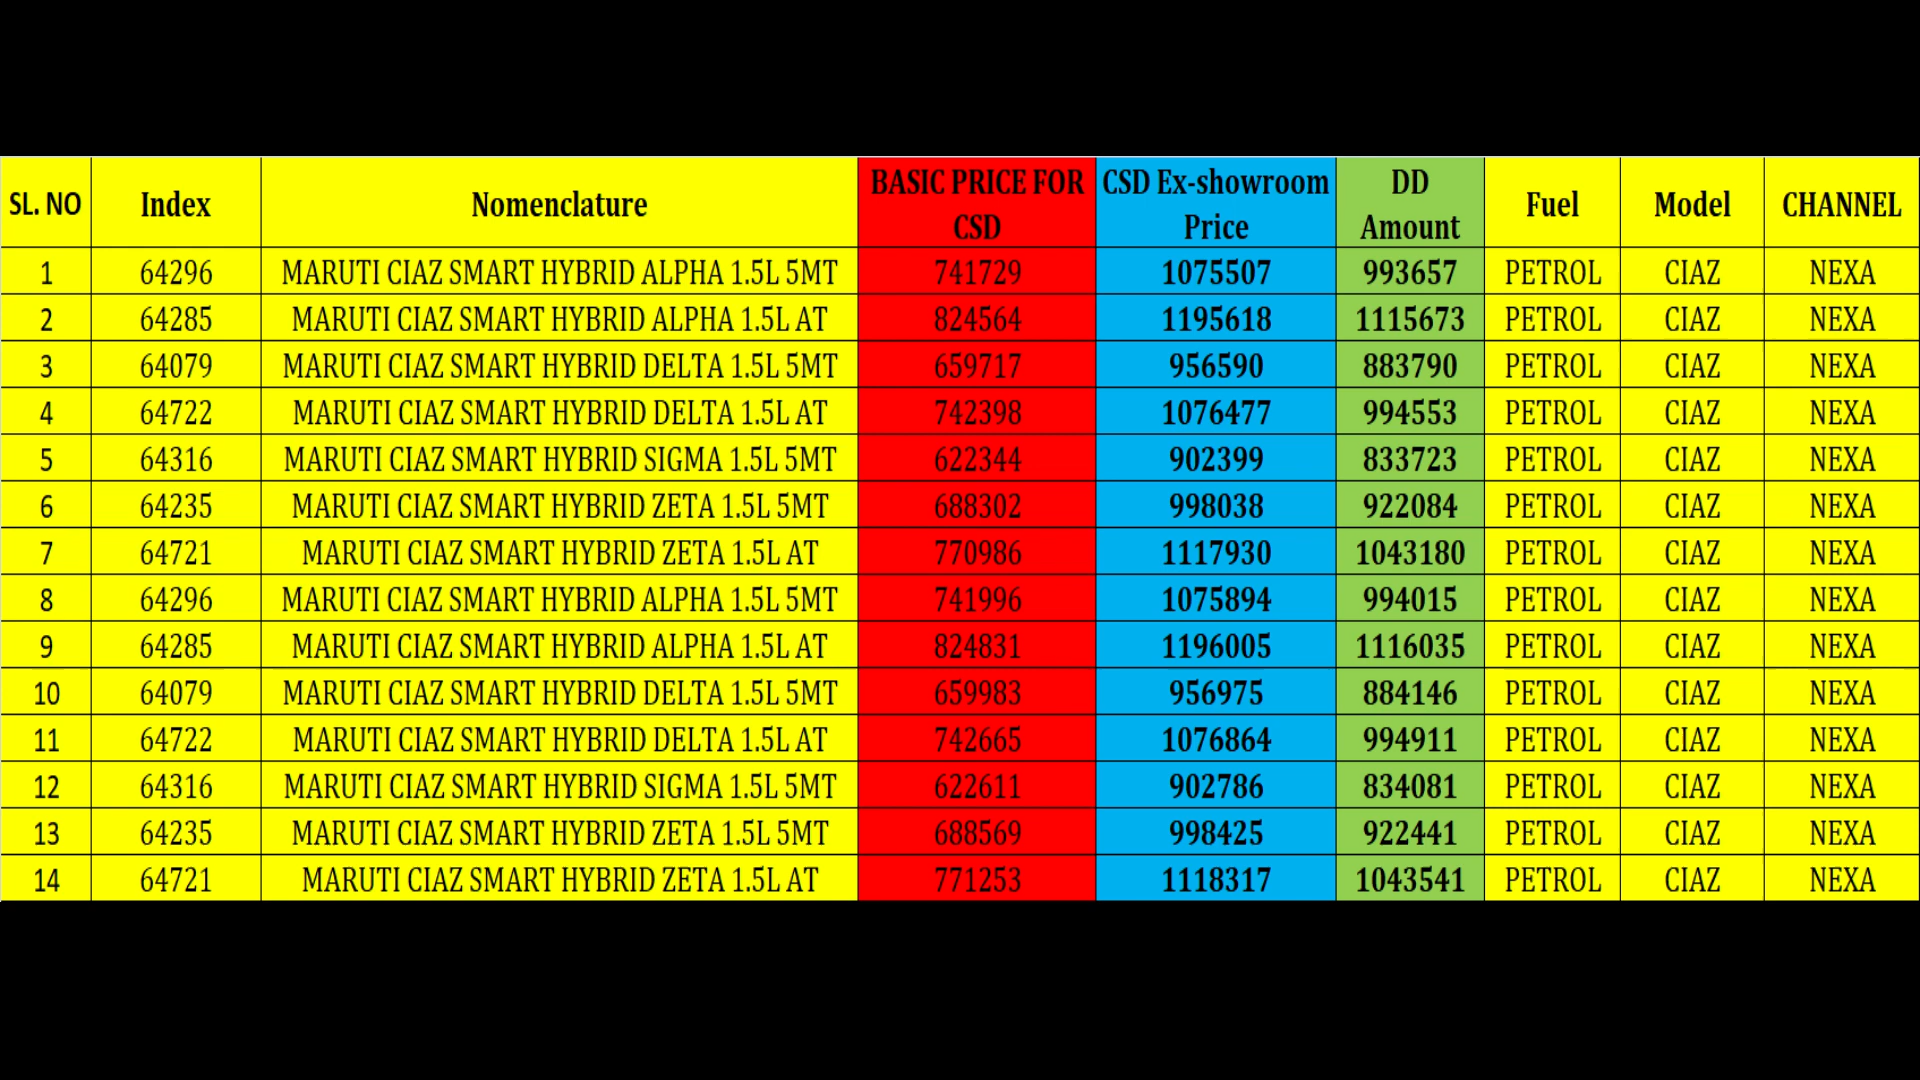 SL. NO Index Nomenclature BASIC PRICE FOR CSD CSD Ex-showroom Price DD Amount Fuel Model CHANNEL
1 64296 MARUTI CIAZ SMART HYBRID ALPHA 1.5L 5MT 741729 1075507 993657 PETROL CIAZ NEXA
2 64285 MARUTI CIAZ SMART HYBRID ALPHA 1.5L AT 824564 1195618 1115673 PETROL CIAZ NEXA
3 64079 MARUTI CIAZ SMART HYBRID DELTA 1.5L 5MT 659717 956590 883790 PETROL CIAZ NEXA
4 64722 MARUTI CIAZ SMART HYBRID DELTA 1.5L AT 742398 1076477 994553 PETROL CIAZ NEXA
5 64316 MARUTI CIAZ SMART HYBRID SIGMA 1.5L 5MT 622344 902399 833723 PETROL CIAZ NEXA
6 64235 MARUTI CIAZ SMART HYBRID ZETA 1.5L 5MT 688302 998038 922084 PETROL CIAZ NEXA
7 64721 MARUTI CIAZ SMART HYBRID ZETA 1.5L AT 770986 1117930 1043180 PETROL CIAZ NEXA
8 64296 MARUTI CIAZ SMART HYBRID ALPHA 1.5L 5MT 741996 1075894 994015 PETROL CIAZ NEXA
9 64285 MARUTI CIAZ SMART HYBRID ALPHA 1.5L AT 824831 1196005 1116035 PETROL CIAZ NEXA
10 64079 MARUTI CIAZ SMART HYBRID DELTA 1.5L 5MT 659983 956975 884146 PETROL CIAZ NEXA
11 64722 MARUTI CIAZ SMART HYBRID DELTA 1.5L AT 742665 1076864 994911 PETROL CIAZ NEXA
12 64316 MARUTI CIAZ SMART HYBRID SIGMA 1.5L 5MT 622611 902786 834081 PETROL CIAZ NEXA
13 64235 MARUTI CIAZ SMART HYBRID ZETA 1.5L 5MT 688569 998425 922441 PETROL CIAZ NEXA
14 64721 MARUTI CIAZ SMART HYBRID ZETA 1.5L AT 771253 1118317 1043541 PETROL CIAZ NEXA